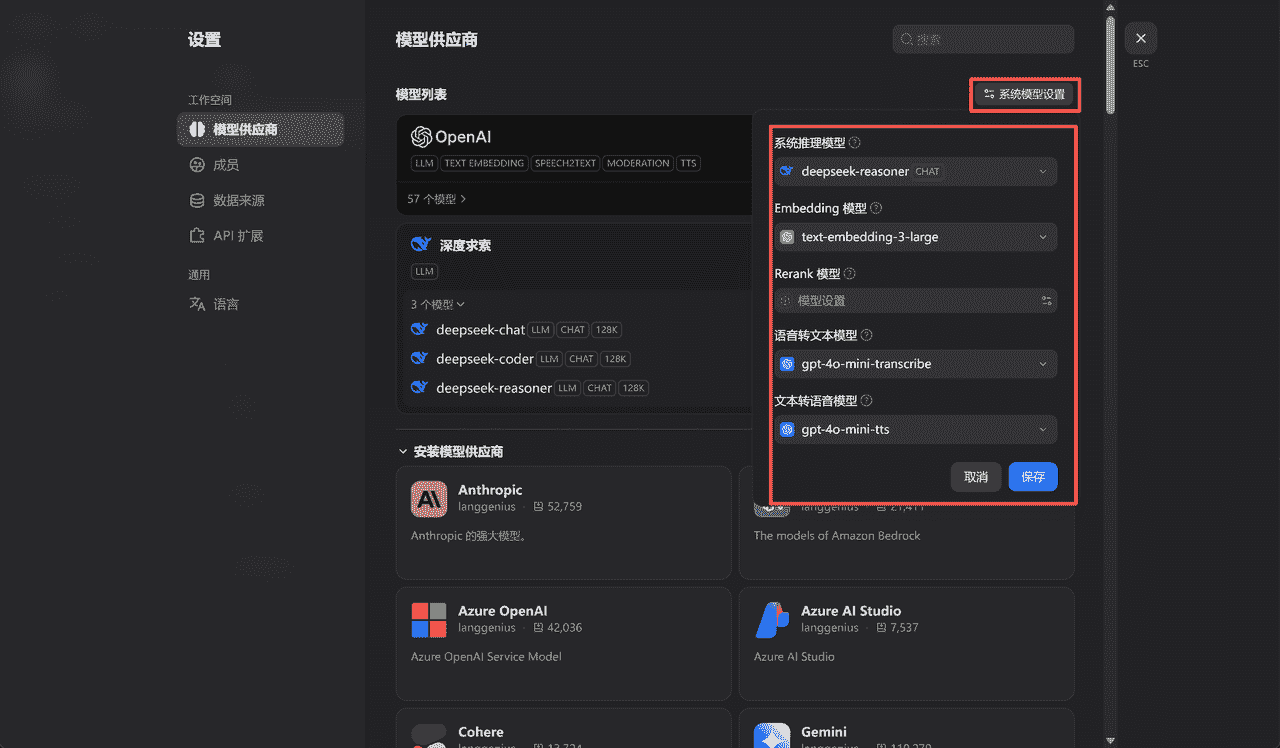 设置
工作空间
模型供应商
成员
数据来源
API 扩展
通用
语言
模型供应商
搜索
ESC
模型列表
系统模型设置
OpenAI
LLM TEXT EMBEDDING SPEECH2TEXT MODERATION TTS
57 个模型
深度求索
LLM
3 个模型
deepseek-chat LLM CHAT 128K
deepseek-coder LLM CHAT 128K
deepseek-reasoner LLM CHAT 128K
系统推理模型
deepseek-reasoner CHAT
Embedding 模型
text-embedding-3-large
Rerank 模型
模型设置
语音转文本模型
gpt-4o-mini-transcribe
文本转语音模型
gpt-4o-mini-tts
取消 保存
安装模型供应商
Anthropic
langgenius · 52,759
Anthropic 的强大模型。
langgenius
The models of Amazon Bedrock
Azure OpenAI
langgenius · 42,036
Azure OpenAI Service Model
Azure AI Studio
langgenius · 7,537
Azure AI Studio
Cohere
Gemini